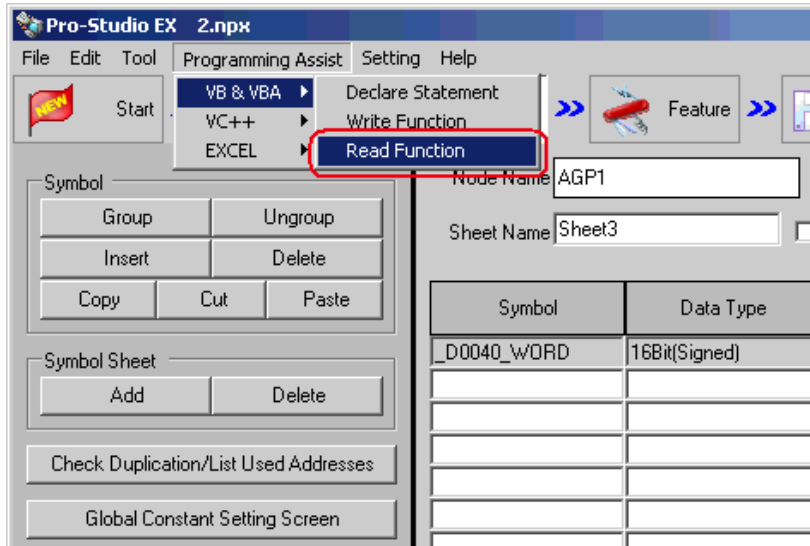 Pro-Studio EX 2.npx
File Edit Tool Programming Assist Setting Help
NEW
Start
VB & VBA
VC++
EXCEL
Declare Statement
Write Function
Read Function
Feature
Symbol
Group Ungroup
Insert Delete
Copy Cut Paste
Symbol Sheet
Add Delete
Check Duplication/List Used Addresses
Global Constant Setting Screen
Node Name AGP1
Sheet Name Sheet3
Symbol Data Type
_D0040_WORD 16Bit(Signed)